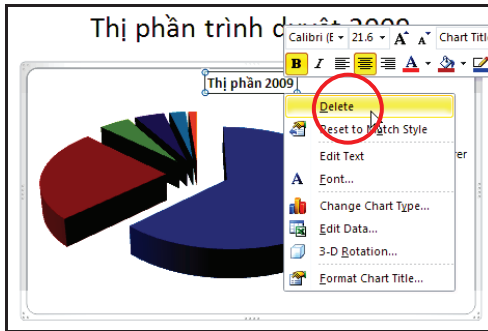 Thị phần trình duyệt 2009
Calibri (E 21.6 A A Chart Title
B I A
Thị phần 2009
Delete
Reset to Match Style
Edit Text
er
Font...
Change Chart Type...
Edit Data...
3-D Rotation...
Format Chart Title...